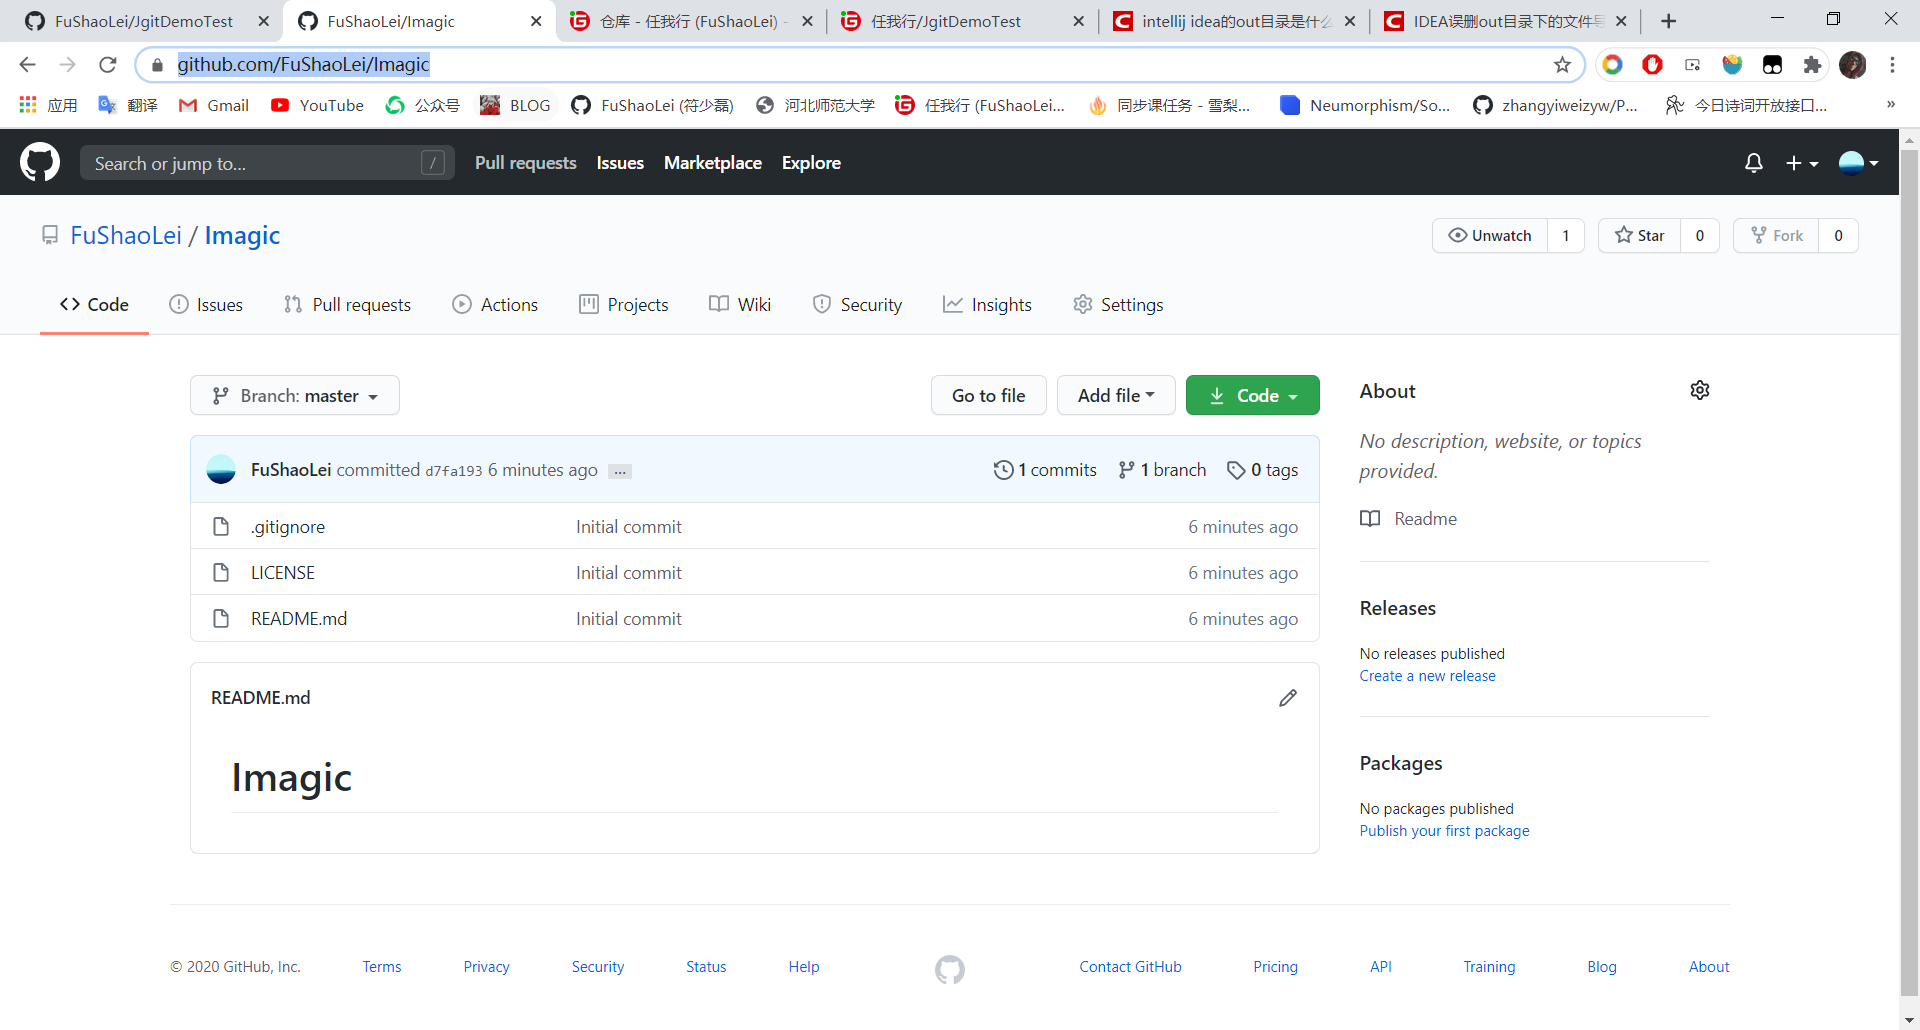 FuShaoLei/JgitDemoTest
FuShaoLei/Imagic
仓库 - 任我行 (FuShaoLei) -
任我行/JgitDemoTest
intellij idea的out目录是什么
IDEA误删out目录下的文件导
github.com/FuShaoLei/Imagic
应用
翻译
Gmail
YouTube
公众号
BLOG
FuShaoLei (符少磊)
河北师范大学
任我行 (FuShaoLei...
同步课任务 - 雪梨...
Neumorphism/So...
zhangyiweizyw/P...
今日诗词开放接口...
»
Search or jump to...
/
Pull requests
Issues
Marketplace
Explore
FuShaoLei / Imagic
Unwatch 1
Star 0
Fork 0
Code
Issues
Pull requests
Actions
Projects
Wiki
Security
Insights
Settings
Branch: master
Go to file
Add file
Code
FuShaoLei committed d7fa193 6 minutes ago ...
1 commits
1 branch
0 tags
.gitignore Initial commit 6 minutes ago
LICENSE Initial commit 6 minutes ago
README.md Initial commit 6 minutes ago
README.md
Imagic
About
No description, website, or topics
provided.
Readme
Releases
No releases published
Create a new release
Packages
No packages published
Publish your first package
© 2020 GitHub, Inc.
Terms
Privacy
Security
Status
Help
Contact GitHub
Pricing
API
Training
Blog
About